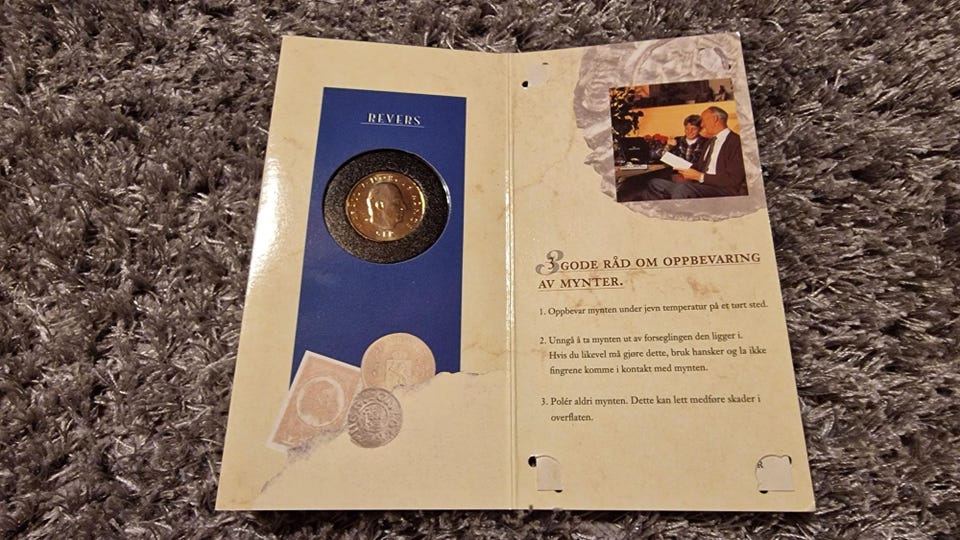 REVERS
3 GODE RÅD OM OPPBEVARING
AV MYNTER.
1. Oppbevar mynten under jevn temperatur på et tørt sted.
2. Unngå å ta mynten ut av forseglingen den ligger i.
Hvis du likevel må gjøre dette, bruk hansker og la ikke
fingrene komme i kontakt med mynten.
3. Polér aldri mynten. Dette kan lett medføre skader i
overflaten.
R